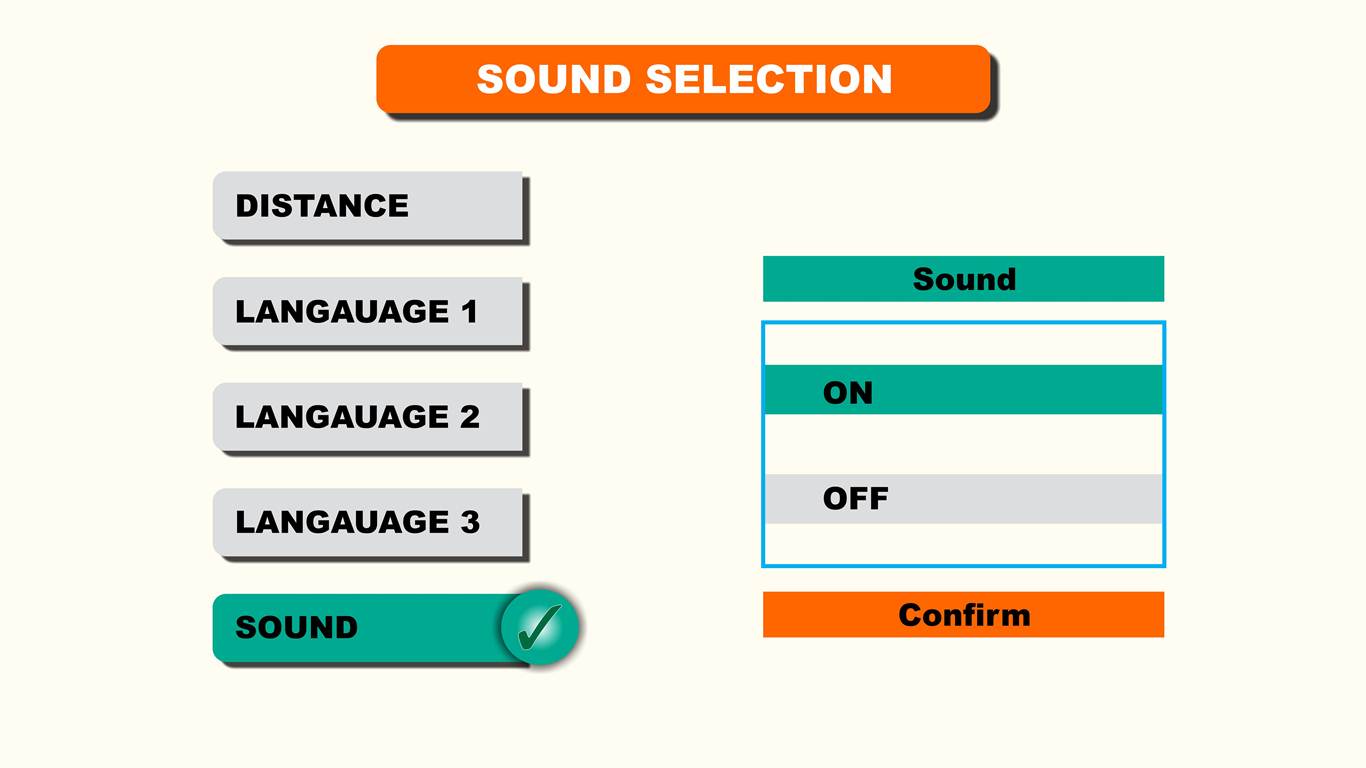 SOUND SELECTION
DISTANCE
LANGAUAGE 1
LANGAUAGE 2
LANGAUAGE 3
SOUND
Sound
ON
OFF
Confirm